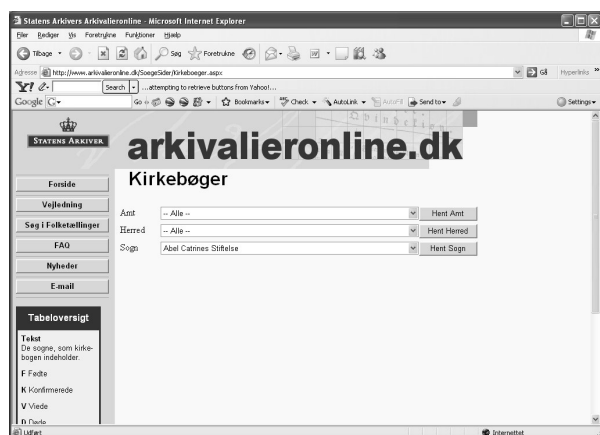 Statens Arkivers Arkivalieronline - Microsoft Internet Explorer
Filer Rediger Vis Foretrukne Funktioner Hjælp
Tilbage Søg Foretrukne
Adresse http://www.arkivalieronline.dk/SoegeSider/Kirkeboeger.aspx Gå Hyperlinks »
Y! Search ...attempting to retrieve buttons from Yahoo!...
Google G Go Bookmarks Check AutoLink AutoFill Send to Settings
STATENS ARKIVER
arkivalieronline.dk
Kirkebøger
Forside
Vejledning
Søg i Folketællinger
FAQ
Nyheder
E-mail
Amt -- Alle -- Hent Amt
Herred -- Alle -- Hent Herred
Sogn Abel Catrines Stiftelse Hent Sogn
Tabeloversigt
Tekst
De sogne, som kirke-
bogen indeholder.
F Fødte
K Konfirmerede
V Viede
D Døde
Udført Internettet